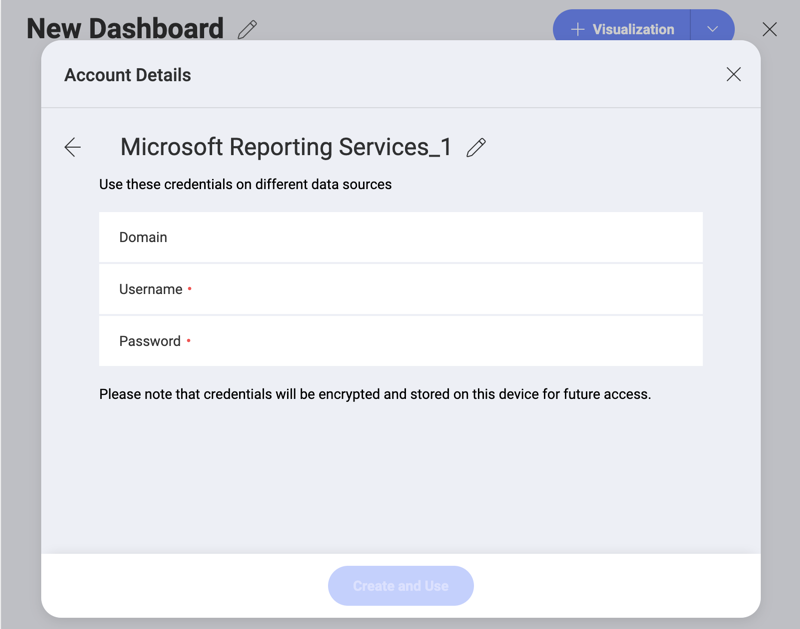 New Dashboard
Visualization
Account Details
Microsoft Reporting Services_1
Use these credentials on different data sources
Domain
Username •
Password •
Please note that credentials will be encrypted and stored on this device for future access.
Create and Use